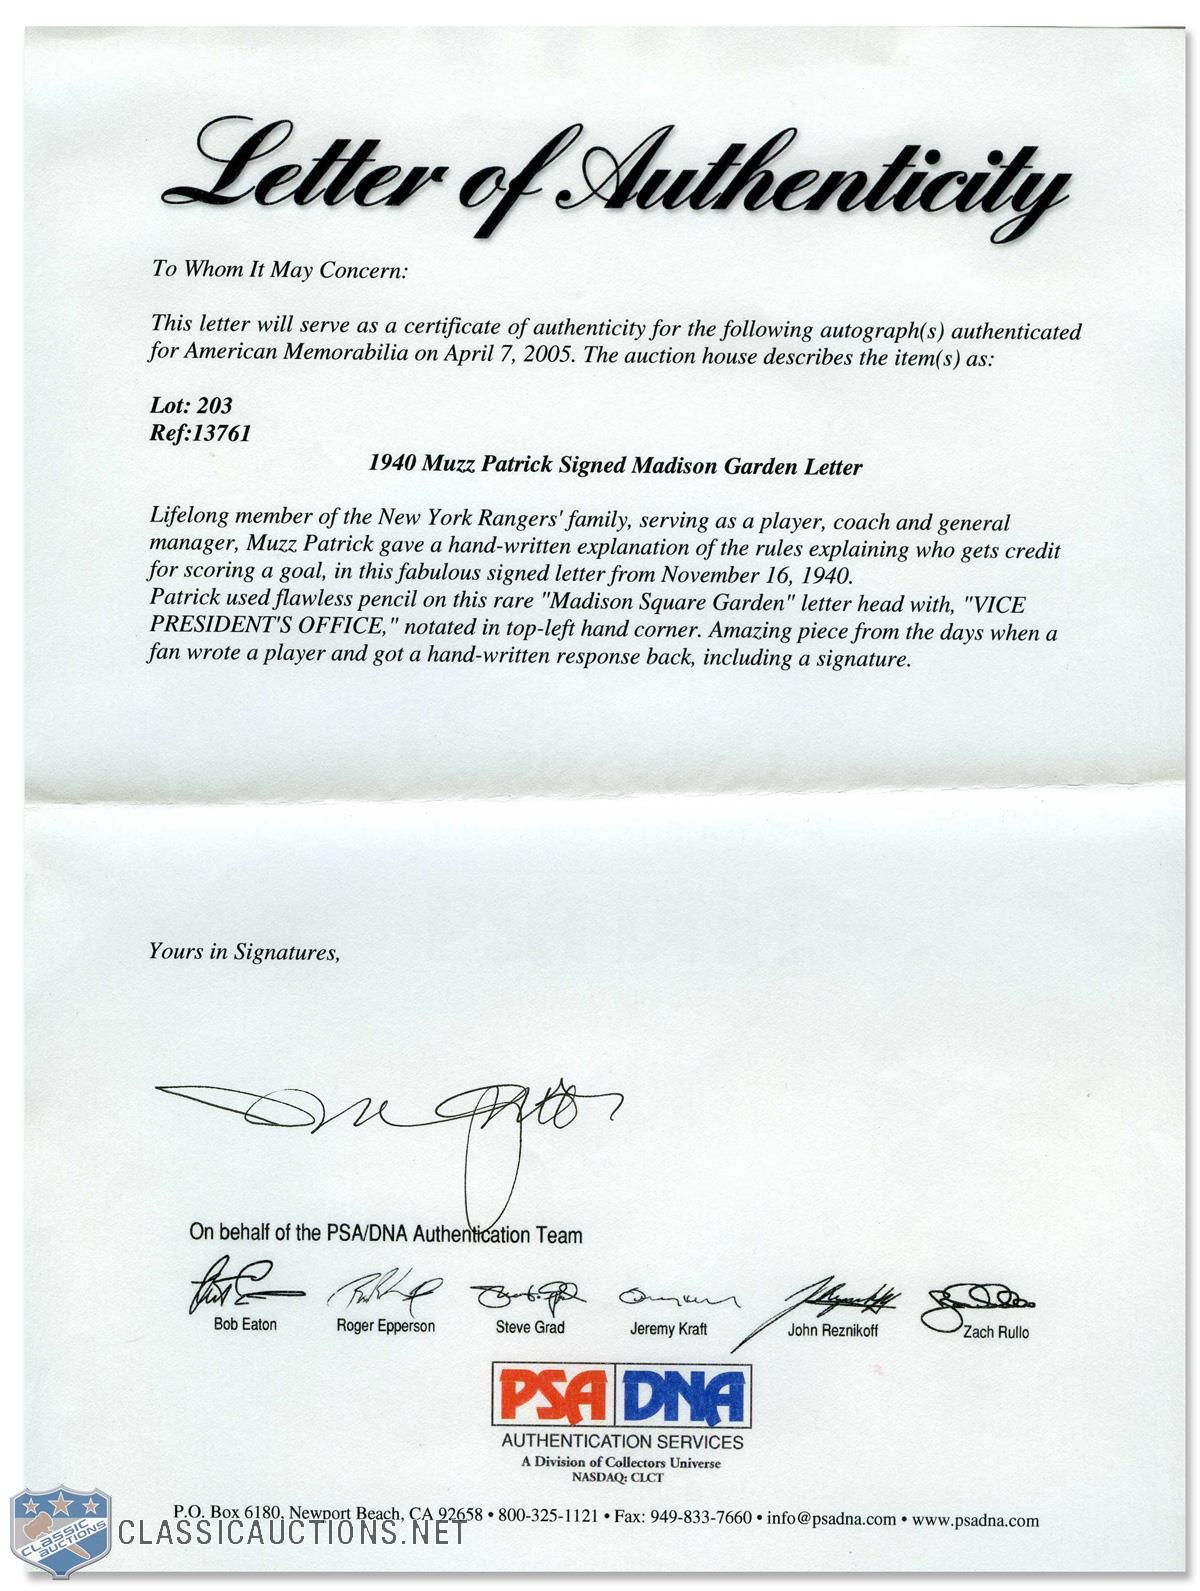 Letter of Authenticity
To Whom It May Concern:
This letter will serve as a certificate of authenticity for the following autograph(s) authenticated
for American Memorabilia on April 7, 2005. The auction house describes the item(s) as:
Lot: 203
Ref:13761
1940 Muzz Patrick Signed Madison Garden Letter
Lifelong member of the New York Rangers' family, serving as a player, coach and general
manager, Muzz Patrick gave a hand-written explanation of the rules explaining who gets credit
for scoring a goal, in this fabulous signed letter from November 16, 1940.
Patrick used flawless pencil on this rare "Madison Square Garden" letter head with, "VICE
PRESIDENT'S OFFICE," notated in top-left hand corner. Amazing piece from the days when a
fan wrote a player and got a hand-written response back, including a signature.
Yours in Signatures,
On behalf of the PSA/DNA Authentication Team
Bob Eaton Roger Epperson Steve Grad Jeremy Kraft John Reznikoff Zach Rullo
PSA DNA
AUTHENTICATION SERVICES
A Division of Collectors Universe
NASDAQ: CLCT
P.O. Box 6180, Newport Beach, CA 92658 • 800-325-1121 • Fax: 949-833-7660 • info@psadna.com • www.psadna.com
CLASSIC AUCTIONS
CLASSICAUCTIONS.NET